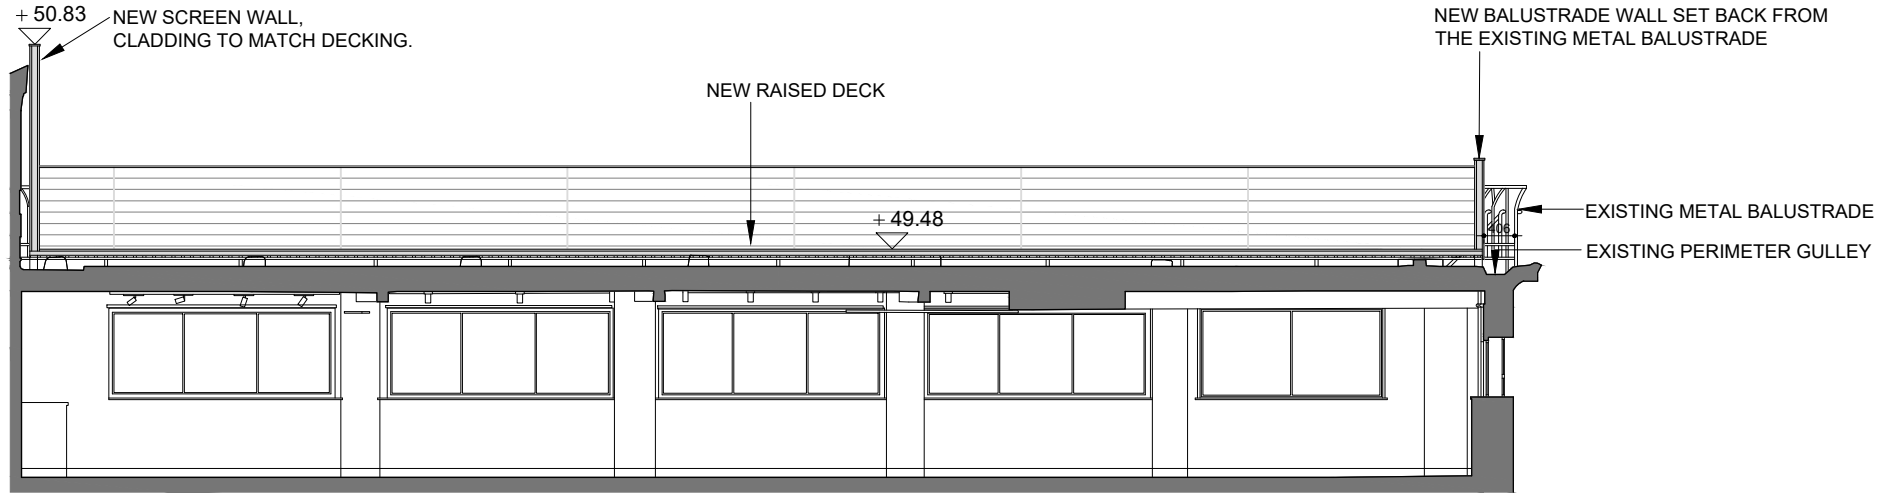 + 50.83
NEW SCREEN WALL,
CLADDING TO MATCH DECKING.
NEW RAISED DECK
NEW BALUSTRADE WALL SET BACK FROM
THE EXISTING METAL BALUSTRADE
+ 49.48
406
EXISTING METAL BALUSTRADE
EXISTING PERIMETER GULLEY